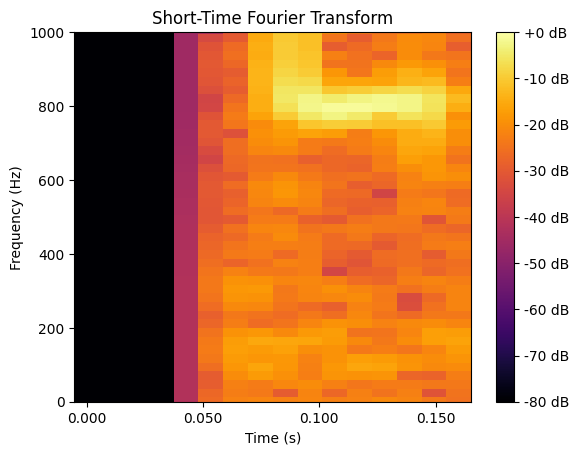 Short-Time Fourier Transform
1000
800
600
400
200
0
Frequency (Hz)
0.000
0.050
0.100
0.150
Time (s)
+0 dB
-10 dB
-20 dB
-30 dB
-40 dB
-50 dB
-60 dB
-70 dB
-80 dB